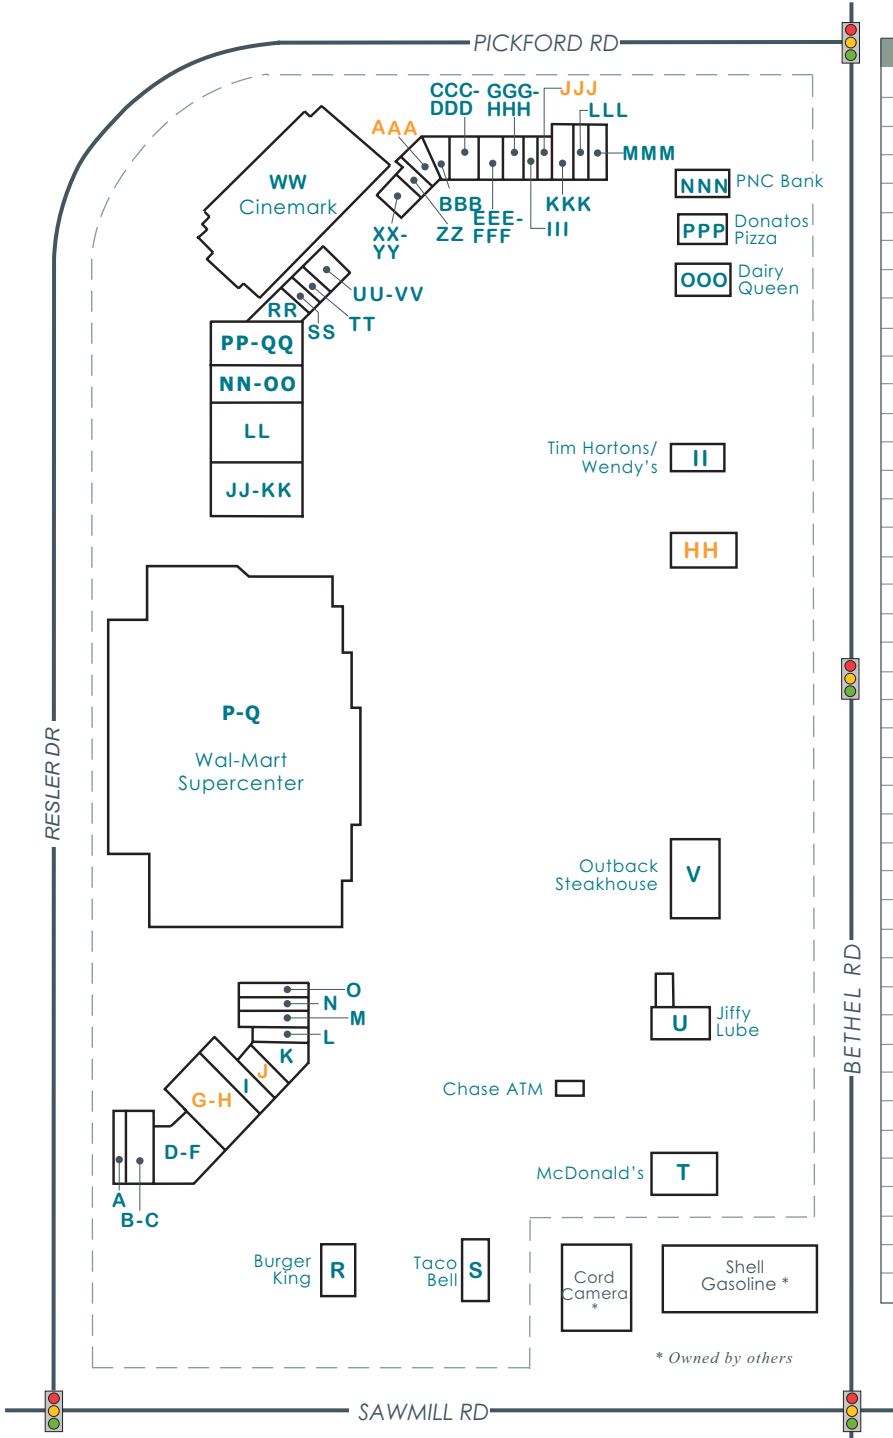 PICKFORD RD
CCC-
DDD
GGG-
HHH
JJJ
LLL
AAA
MMM
WW
Cinemark
NNN
PNC Bank
BBB
KKK
XX-
YY
ZZ
EEE-
FFF
III
PPP
Donatos
Pizza
OOO
Dairy
Queen
UU-VV
RR
SS
TT
PP-QQ
NN-OO
LL
JJ-KK
Tim Hortons/
Wendy's
II
HH
P-Q
Wal-Mart
Supercenter
RESLER DR
Outback
Steakhouse
V
BETHEL RD
O
N
M
L
K
J
I
G-H
D-F
A
B-C
U
Jiffy
Lube
Chase ATM
McDonald's
T
Burger
King
R
Taco
Bell
S
Cord
Camera
*
Shell
Gasoline *
* Owned by others
SAWMILL RD